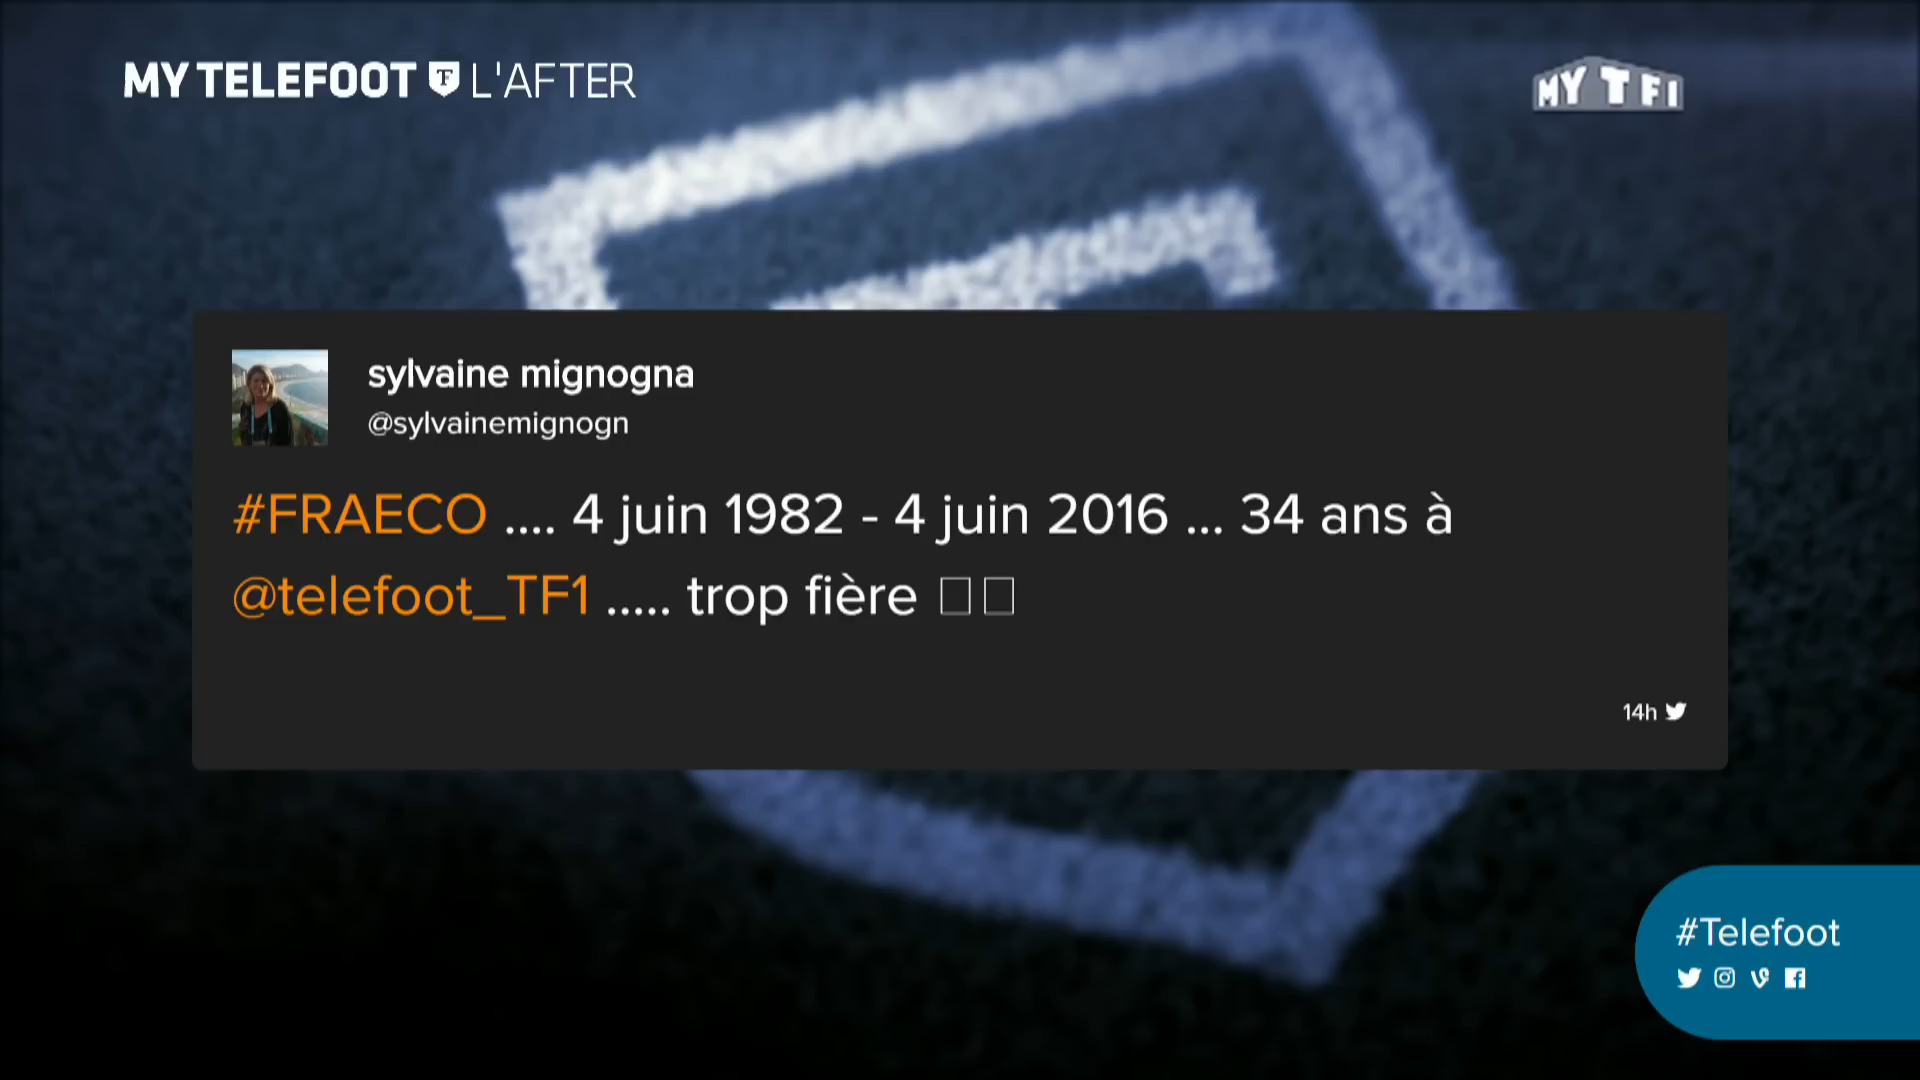 MY TELEFOOT TF L'AFTER
MY TF1
sylvaine mignogna
@sylvainemignogn
#FRAECO .... 4 juin 1982 - 4 juin 2016 ... 34 ans à
@telefoot_TF1 ..... trop fière □□
14h
#Telefoot